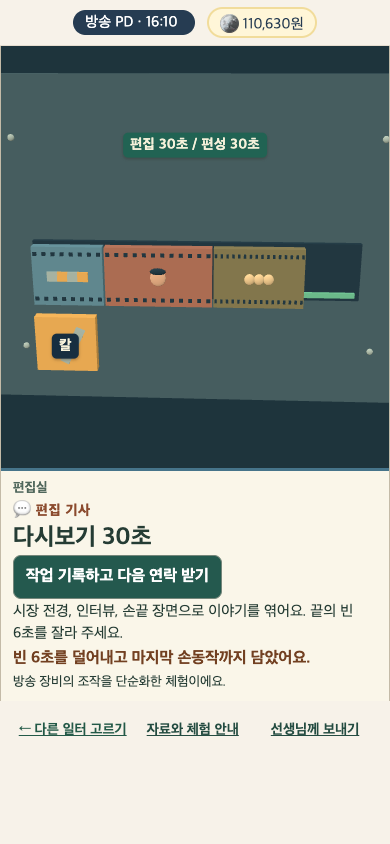 방송 PD · 16:10
110,630원
편집 30초 / 편성 30초
칼
편집실
편집 기사
다시보기 30초
작업 기록하고 다음 연락 받기
시장 전경, 인터뷰, 손끝 장면으로 이야기를 엮어요. 끝의 빈
6초를 잘라 주세요.
빈 6초를 덜어내고 마지막 손동작까지 담았어요.
방송 장비의 조작을 단순화한 체험이에요.
← 다른 일터 고르기 자료와 체험 안내 선생님께 보내기